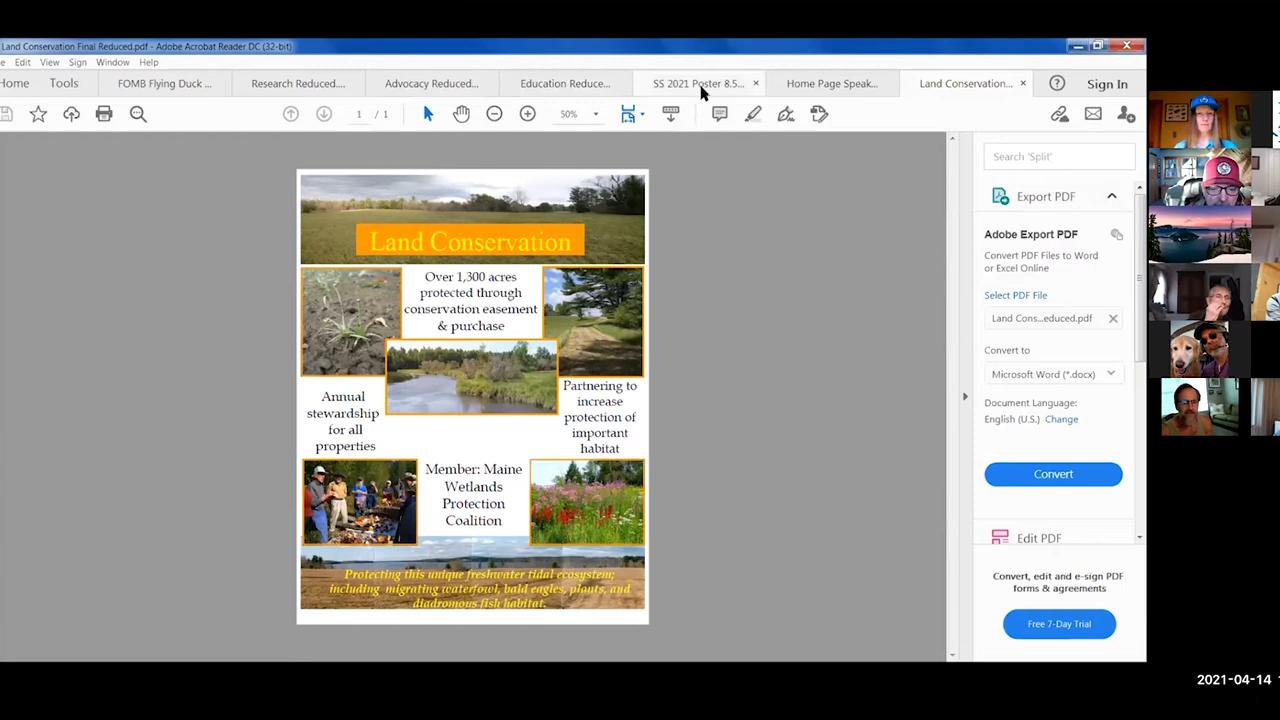 Land Conservation Final Reduced.pdf - Adobe Acrobat Reader DC (32-bit)
Edit View Sign Window Help
Home Tools FOMB Flying Duck ... Research Reduced.... Advocacy Reduced... Education Reduce... SS 2021 Poster 8.5... Home Page Speak... Land Conservation... Sign In
1 / 1 50%
Search 'Split'
Export PDF
Adobe Export PDF
Convert PDF Files to Word
or Excel Online
Select PDF File
Land Cons...educed.pdf
Convert to
Microsoft Word (*.docx)
Document Language:
English (U.S.) Change
Convert
Edit PDF
Convert, edit and e-sign PDF
forms & agreements
Free 7-Day Trial
Land Conservation
Over 1,300 acres
protected through
conservation easement
& purchase
Annual
stewardship
for all
properties
Partnering to
increase
protection of
important
habitat
Member: Maine
Wetlands
Protection
Coalition
Protecting this unique freshwater tidal ecosystem;
including migrating waterfowl, bald eagles, plants, and
diadromous fish habitat.
2021-04-14